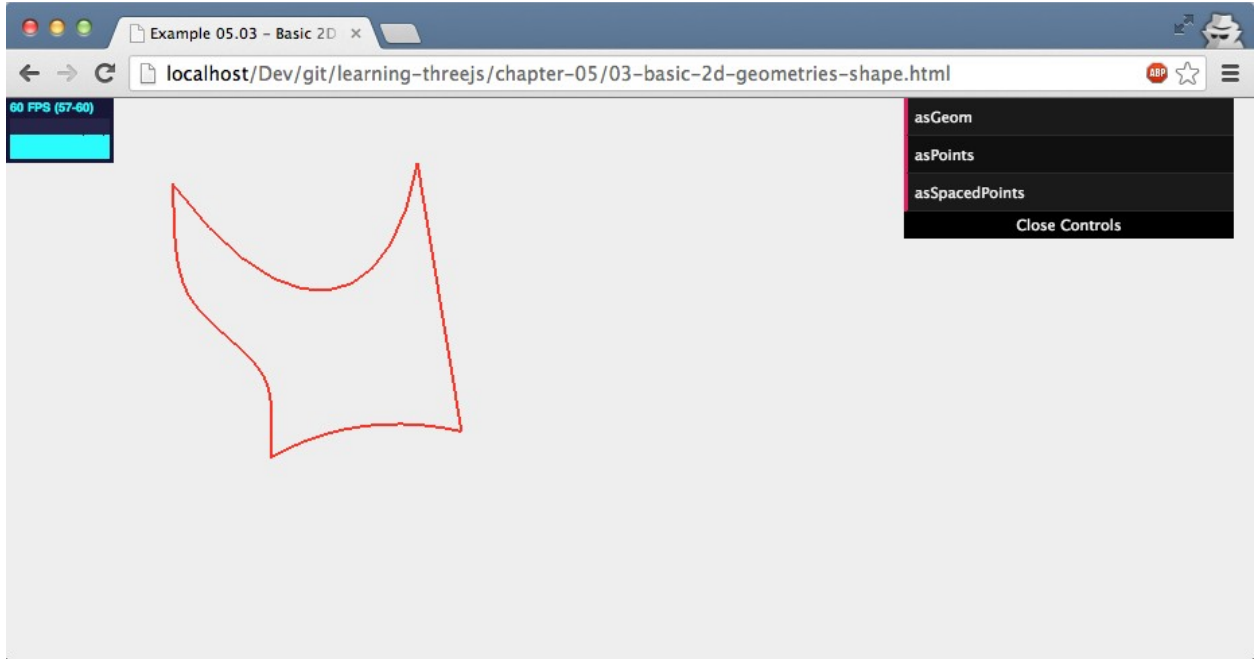 Example 05.03 – Basic 2D
localhost/Dev/git/learning-threejs/chapter-05/03-basic-2d-geometries-shape.html
ABP
60 FPS (57-60)
asGeom
asPoints
asSpacedPoints
Close Controls